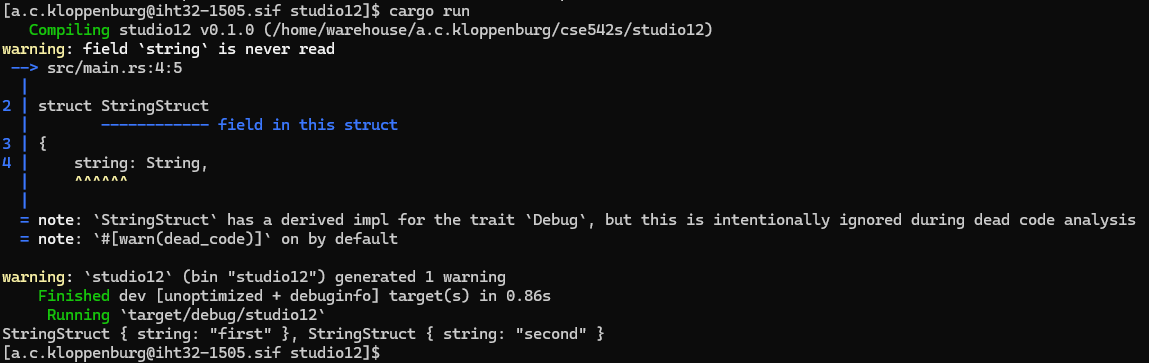 [a.c.kloppenburg@iht32-1505.sif studio12]$ cargo run
   Compiling studio12 v0.1.0 (/home/warehouse/a.c.kloppenburg/cse542s/studio12)
warning: field `string` is never read
 --> src/main.rs:4:5
  |
2 | struct StringStruct
  |        ------------ field in this struct
3 | {
4 |     string: String,
  |     ^^^^^^
  |
  = note: `StringStruct` has a derived impl for the trait `Debug`, but this is intentionally ignored during dead code analysis
  = note: `#[warn(dead_code)]` on by default

warning: `studio12` (bin "studio12") generated 1 warning
    Finished dev [unoptimized + debuginfo] target(s) in 0.86s
     Running `target/debug/studio12`
StringStruct { string: "first" }, StringStruct { string: "second" }
[a.c.kloppenburg@iht32-1505.sif studio12]$